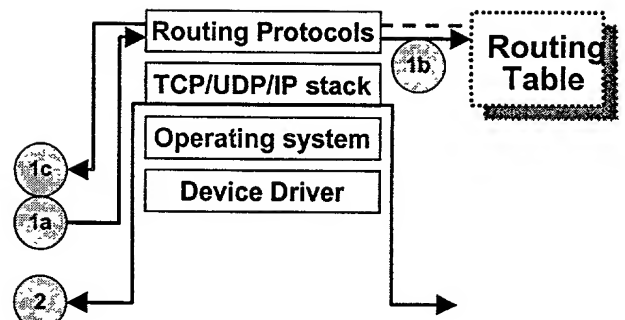 Routing Protocols
1b
Routing
Table
TCP/UDP/IP stack
Operating system
Device Driver
1c
1a
2